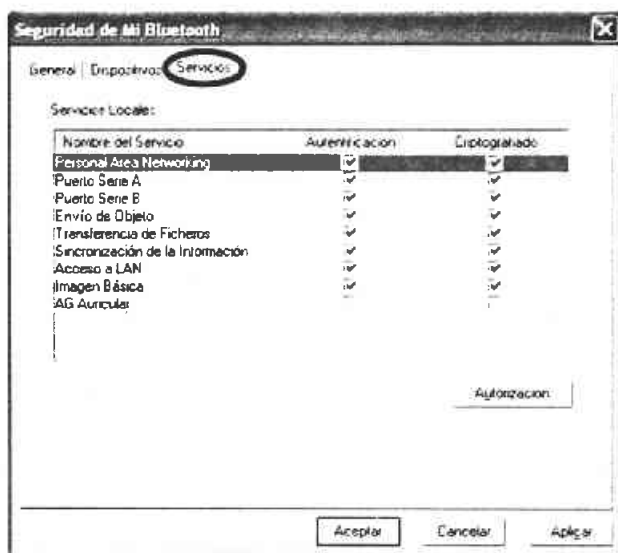 Seguridad de Mi Bluetooth
General Dispositivos Servicios
Servicios Locales
Nombre del Servicio Autentificacion Criptografiado
Personal Area Networking
Puerto Serie A
Puerto Serie B
Envío de Objeto
Transferencia de Ficheros
Sincronización de la Información
Acceso a LAN
Imagen Básica
AG Auricular
Autorizacion
Aceptar Cancelar Aplicar